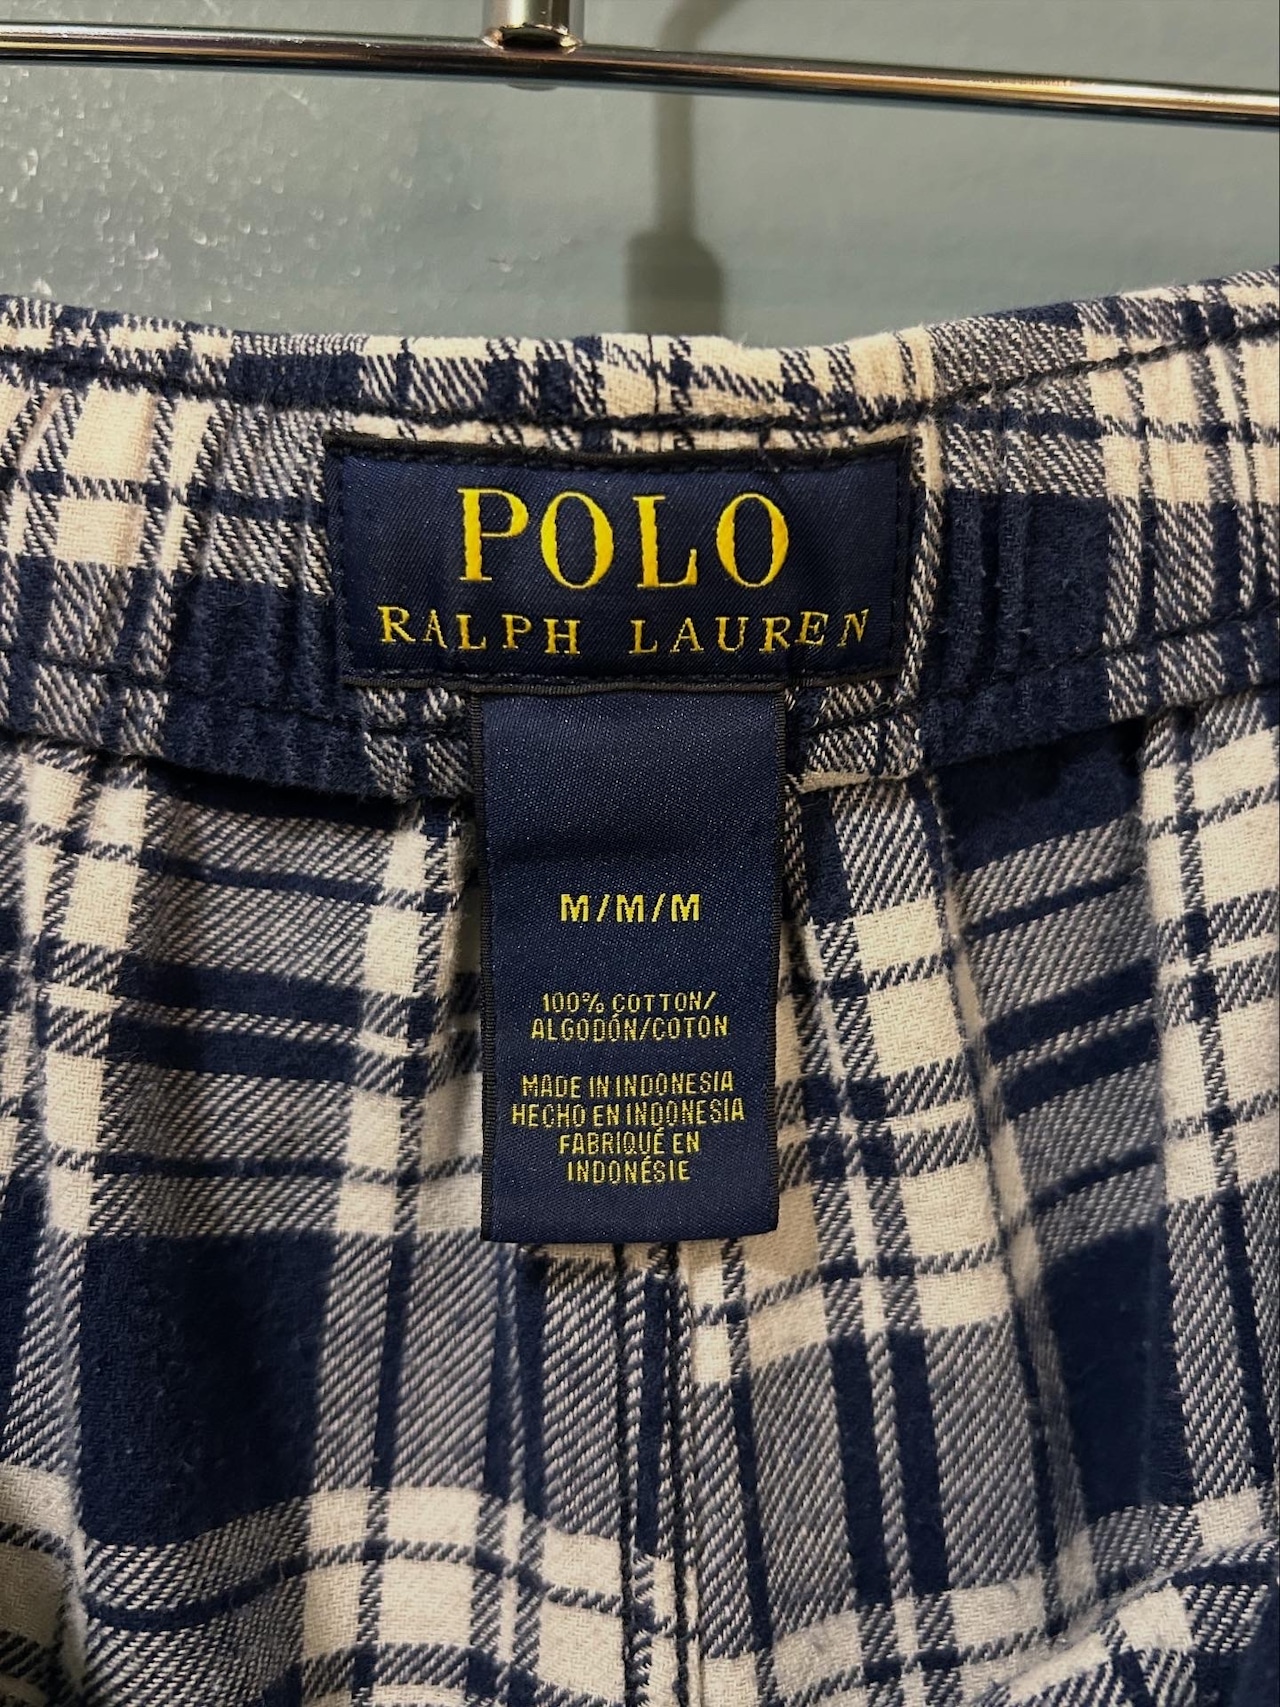 POLO
RALPH LAUREN
M/M/M
100% COTTON/
ALGODÓN/COTON
MADE IN INDONESIA
HECHO EN INDONESIA
FABRIQUÉ EN
INDONÉSIE